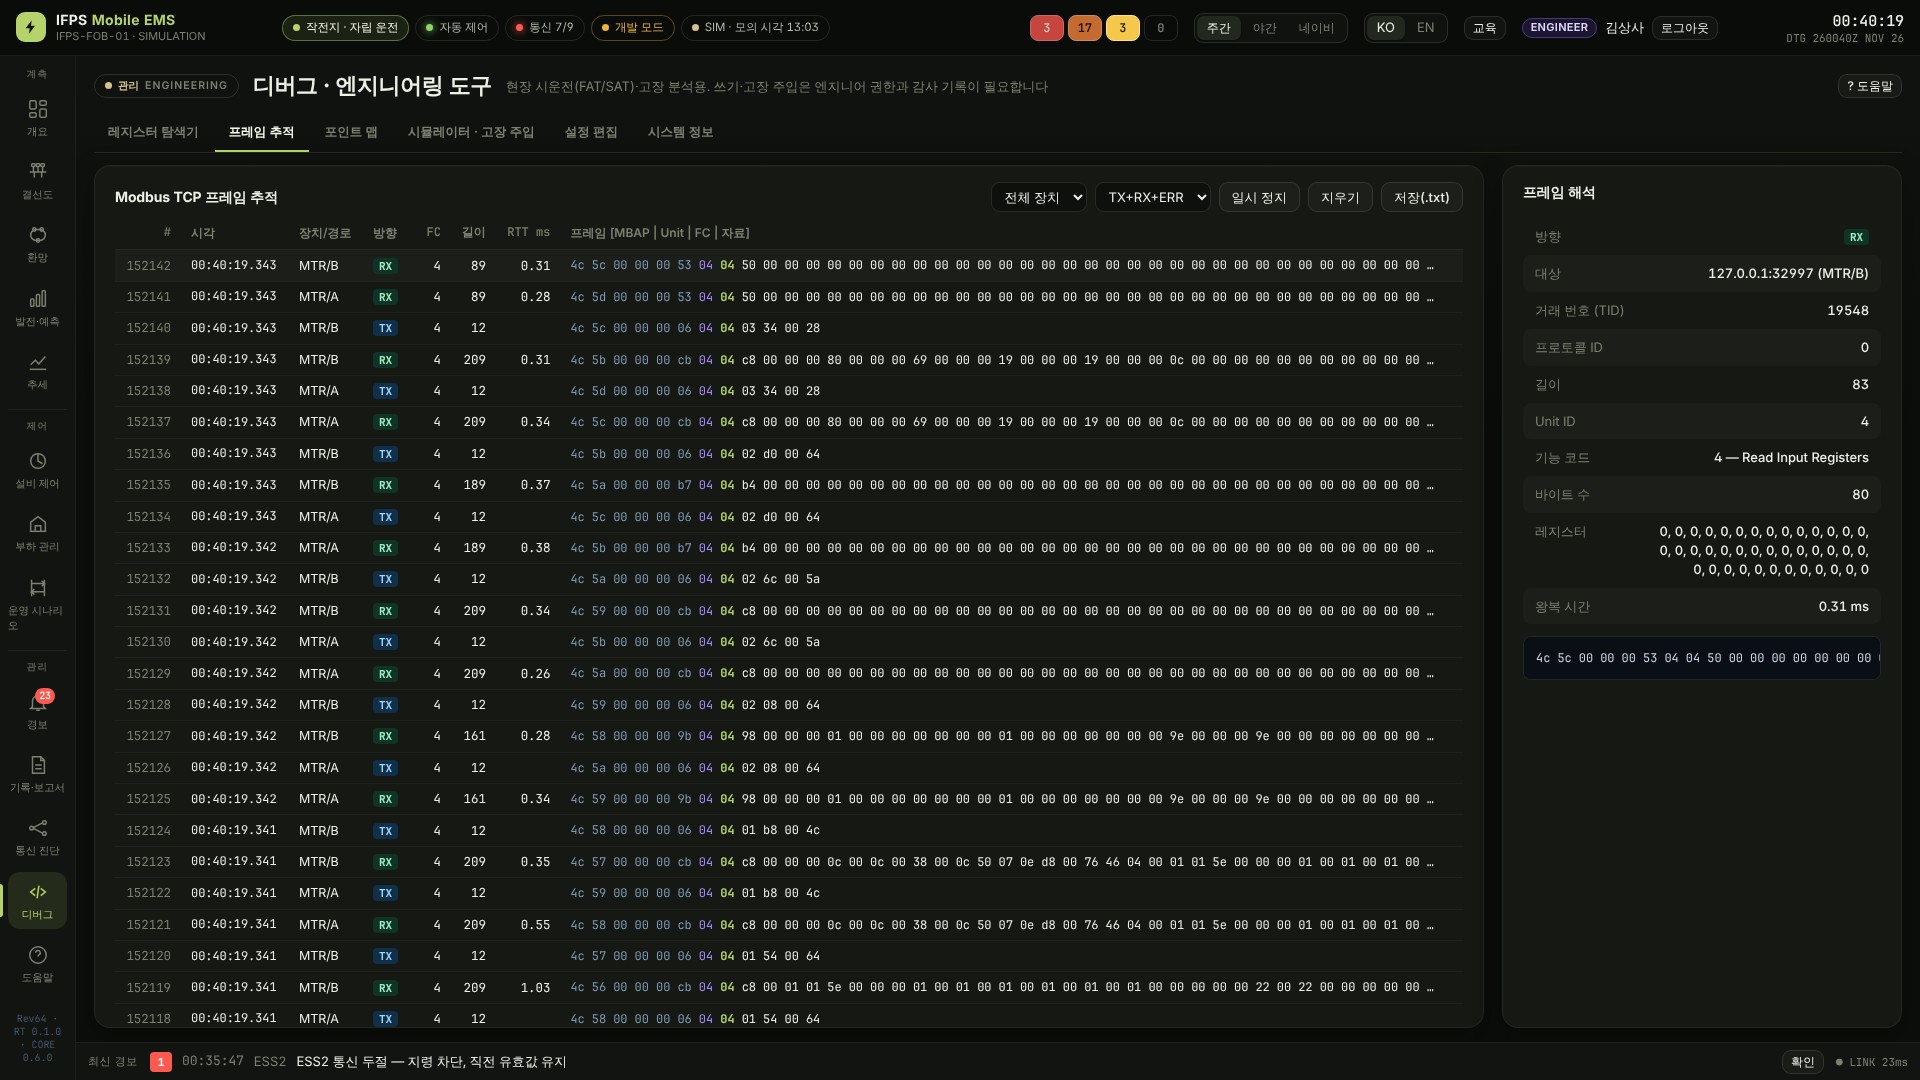 IFPS Mobile EMS
IFPS-FOB-01 · SIMULATION
작전지 · 자립 운전
자동 제어
통신 7/9
개발 모드
SIM · 모의 시각 13:03
3 17 3 0
주간 야간 네이비
KO EN
교육
ENGINEER 김상사 로그아웃
00:40:19
DTG 260040Z NOV 26
계측
개요
결선도
환망
발전·예측
추세
제어
설비 제어
부하 관리
운영 시나리
오
관리
23
경보
기록·보고서
통신 진단
디버그
도움말
Rev64 ·
RT 0.1.0
· CORE
0.6.0
관리 ENGINEERING
디버그 · 엔지니어링 도구
현장 시운전(FAT/SAT)·고장 분석용. 쓰기·고장 주입은 엔지니어 권한과 감사 기록이 필요합니다
? 도움말
레지스터 탐색기 프레임 추적 포인트 맵 시뮬레이터 · 고장 주입 설정 편집 시스템 정보
Modbus TCP 프레임 추적
전체 장치 TX+RX+ERR 일시 정지 지우기 저장(.txt)
# 시각 장치/경로 방향 FC 길이 RTT ms 프레임 [MBAP | Unit | FC | 자료]
152142 00:40:19.343 MTR/B RX 4 89 0.31 4c 5c 00 00 00 53 04 04 50 00 00 00 00 00 00 00 00 00 00 00 00 00 00 00 00 00 00 00 00 00 00 00 00 00 00 00 00 00 00 00 …
152141 00:40:19.343 MTR/A RX 4 89 0.28 4c 5d 00 00 00 53 04 04 50 00 00 00 00 00 00 00 00 00 00 00 00 00 00 00 00 00 00 00 00 00 00 00 00 00 00 00 00 00 00 00 …
152140 00:40:19.343 MTR/B TX 4 12 4c 5c 00 00 00 06 04 04 03 34 00 28
152139 00:40:19.343 MTR/B RX 4 209 0.31 4c 5b 00 00 00 cb 04 04 c8 00 00 00 80 00 00 00 69 00 00 00 19 00 00 00 19 00 00 00 0c 00 00 00 00 00 00 00 00 00 00 00 …
152138 00:40:19.343 MTR/A TX 4 12 4c 5d 00 00 00 06 04 04 03 34 00 28
152137 00:40:19.343 MTR/A RX 4 209 0.34 4c 5c 00 00 00 cb 04 04 c8 00 00 00 80 00 00 00 69 00 00 00 19 00 00 00 19 00 00 00 0c 00 00 00 00 00 00 00 00 00 00 00 …
152136 00:40:19.343 MTR/B TX 4 12 4c 5b 00 00 00 06 04 04 02 d0 00 64
152135 00:40:19.343 MTR/B RX 4 189 0.37 4c 5a 00 00 00 b7 04 04 b4 00 00 00 00 00 00 00 00 00 00 00 00 00 00 00 00 00 00 00 00 00 00 00 00 00 00 00 00 00 00 00 …
152134 00:40:19.343 MTR/A TX 4 12 4c 5c 00 00 00 06 04 04 02 d0 00 64
152133 00:40:19.342 MTR/A RX 4 189 0.38 4c 5b 00 00 00 b7 04 04 b4 00 00 00 00 00 00 00 00 00 00 00 00 00 00 00 00 00 00 00 00 00 00 00 00 00 00 00 00 00 00 00 …
152132 00:40:19.342 MTR/B TX 4 12 4c 5a 00 00 00 06 04 04 02 6c 00 5a
152131 00:40:19.342 MTR/B RX 4 209 0.34 4c 59 00 00 00 cb 04 04 c8 00 00 00 00 00 00 00 00 00 00 00 00 00 00 00 00 00 00 00 00 00 00 00 00 00 00 00 00 00 00 00 …
152130 00:40:19.342 MTR/A TX 4 12 4c 5b 00 00 00 06 04 04 02 6c 00 5a
152129 00:40:19.342 MTR/A RX 4 209 0.26 4c 5a 00 00 00 cb 04 04 c8 00 00 00 00 00 00 00 00 00 00 00 00 00 00 00 00 00 00 00 00 00 00 00 00 00 00 00 00 00 00 00 …
152128 00:40:19.342 MTR/B TX 4 12 4c 59 00 00 00 06 04 04 02 08 00 64
152127 00:40:19.342 MTR/B RX 4 161 0.28 4c 58 00 00 00 9b 04 04 98 00 00 00 01 00 00 00 00 00 00 00 01 00 00 00 00 00 00 00 9e 00 00 00 9e 00 00 00 00 00 00 00 …
152126 00:40:19.342 MTR/A TX 4 12 4c 5a 00 00 00 06 04 04 02 08 00 64
152125 00:40:19.342 MTR/A RX 4 161 0.34 4c 59 00 00 00 9b 04 04 98 00 00 00 01 00 00 00 00 00 00 00 01 00 00 00 00 00 00 00 9e 00 00 00 9e 00 00 00 00 00 00 00 …
152124 00:40:19.341 MTR/B TX 4 12 4c 58 00 00 00 06 04 04 01 b8 00 4c
152123 00:40:19.341 MTR/B RX 4 209 0.35 4c 57 00 00 00 cb 04 04 c8 00 00 00 0c 00 0c 00 38 00 0c 50 07 0e d8 00 76 46 04 00 01 01 5e 00 00 00 01 00 01 00 01 00 …
152122 00:40:19.341 MTR/A TX 4 12 4c 59 00 00 00 06 04 04 01 b8 00 4c
152121 00:40:19.341 MTR/A RX 4 209 0.55 4c 58 00 00 00 cb 04 04 c8 00 00 00 0c 00 0c 00 38 00 0c 50 07 0e d8 00 76 46 04 00 01 01 5e 00 00 00 01 00 01 00 01 00 …
152120 00:40:19.341 MTR/B TX 4 12 4c 57 00 00 00 06 04 04 01 54 00 64
152119 00:40:19.341 MTR/B RX 4 209 1.03 4c 56 00 00 00 cb 04 04 c8 00 01 01 5e 00 00 00 01 00 01 00 01 00 01 00 01 00 01 00 00 00 00 00 22 00 22 00 00 00 00 00 …
152118 00:40:19.341 MTR/A TX 4 12 4c 58 00 00 00 06 04 04 01 54 00 64
프레임 해석
방향 RX
대상 127.0.0.1:32997 (MTR/B)
거래 번호 (TID) 19548
프로토콜 ID 0
길이 83
Unit ID 4
기능 코드 4 — Read Input Registers
바이트 수 80
레지스터 0, 0, 0, 0, 0, 0, 0, 0, 0, 0, 0, 0, 0, 0,
0, 0, 0, 0, 0, 0, 0, 0, 0, 0, 0, 0, 0, 0,
0, 0, 0, 0, 0, 0, 0, 0, 0, 0, 0, 0
왕복 시간 0.31 ms
4c 5c 00 00 00 53 04 04 50 00 00 00 00 00 00 00
최신 경보 1 00:35:47 ESS2 ESS2 통신 두절 — 지령 차단, 직전 유효값 유지
확인
LINK 23ms